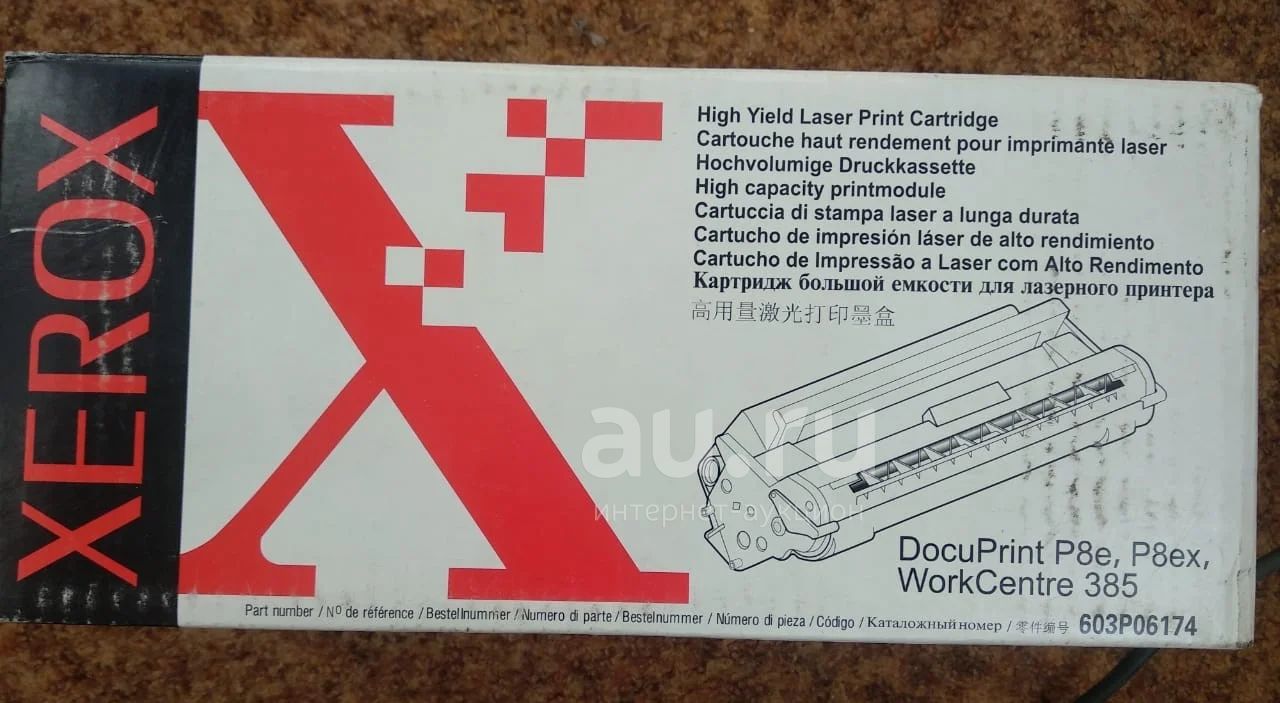 XEROX
High Yield Laser Print Cartridge
Cartouche haut rendement pour imprimante laser
Hochvolumige Druckkassette
High capacity printmodule
Cartuccia di stampa laser a lunga durata
Cartucho de impresión láser de alto rendimiento
Cartucho de Impressão a Laser com Alto Rendimento
Картридж большой емкости для лазерного принтера
高用量激光打印墨盒
au.ru
интернет-аукцион
DocuPrint P8e, P8ex,
WorkCentre 385
Part number / Nº de référence / Bestellnummer / Numero di parte / Bestelnummer / Número di pieza / Código / Каталожный номер / 零件编号 603P06174